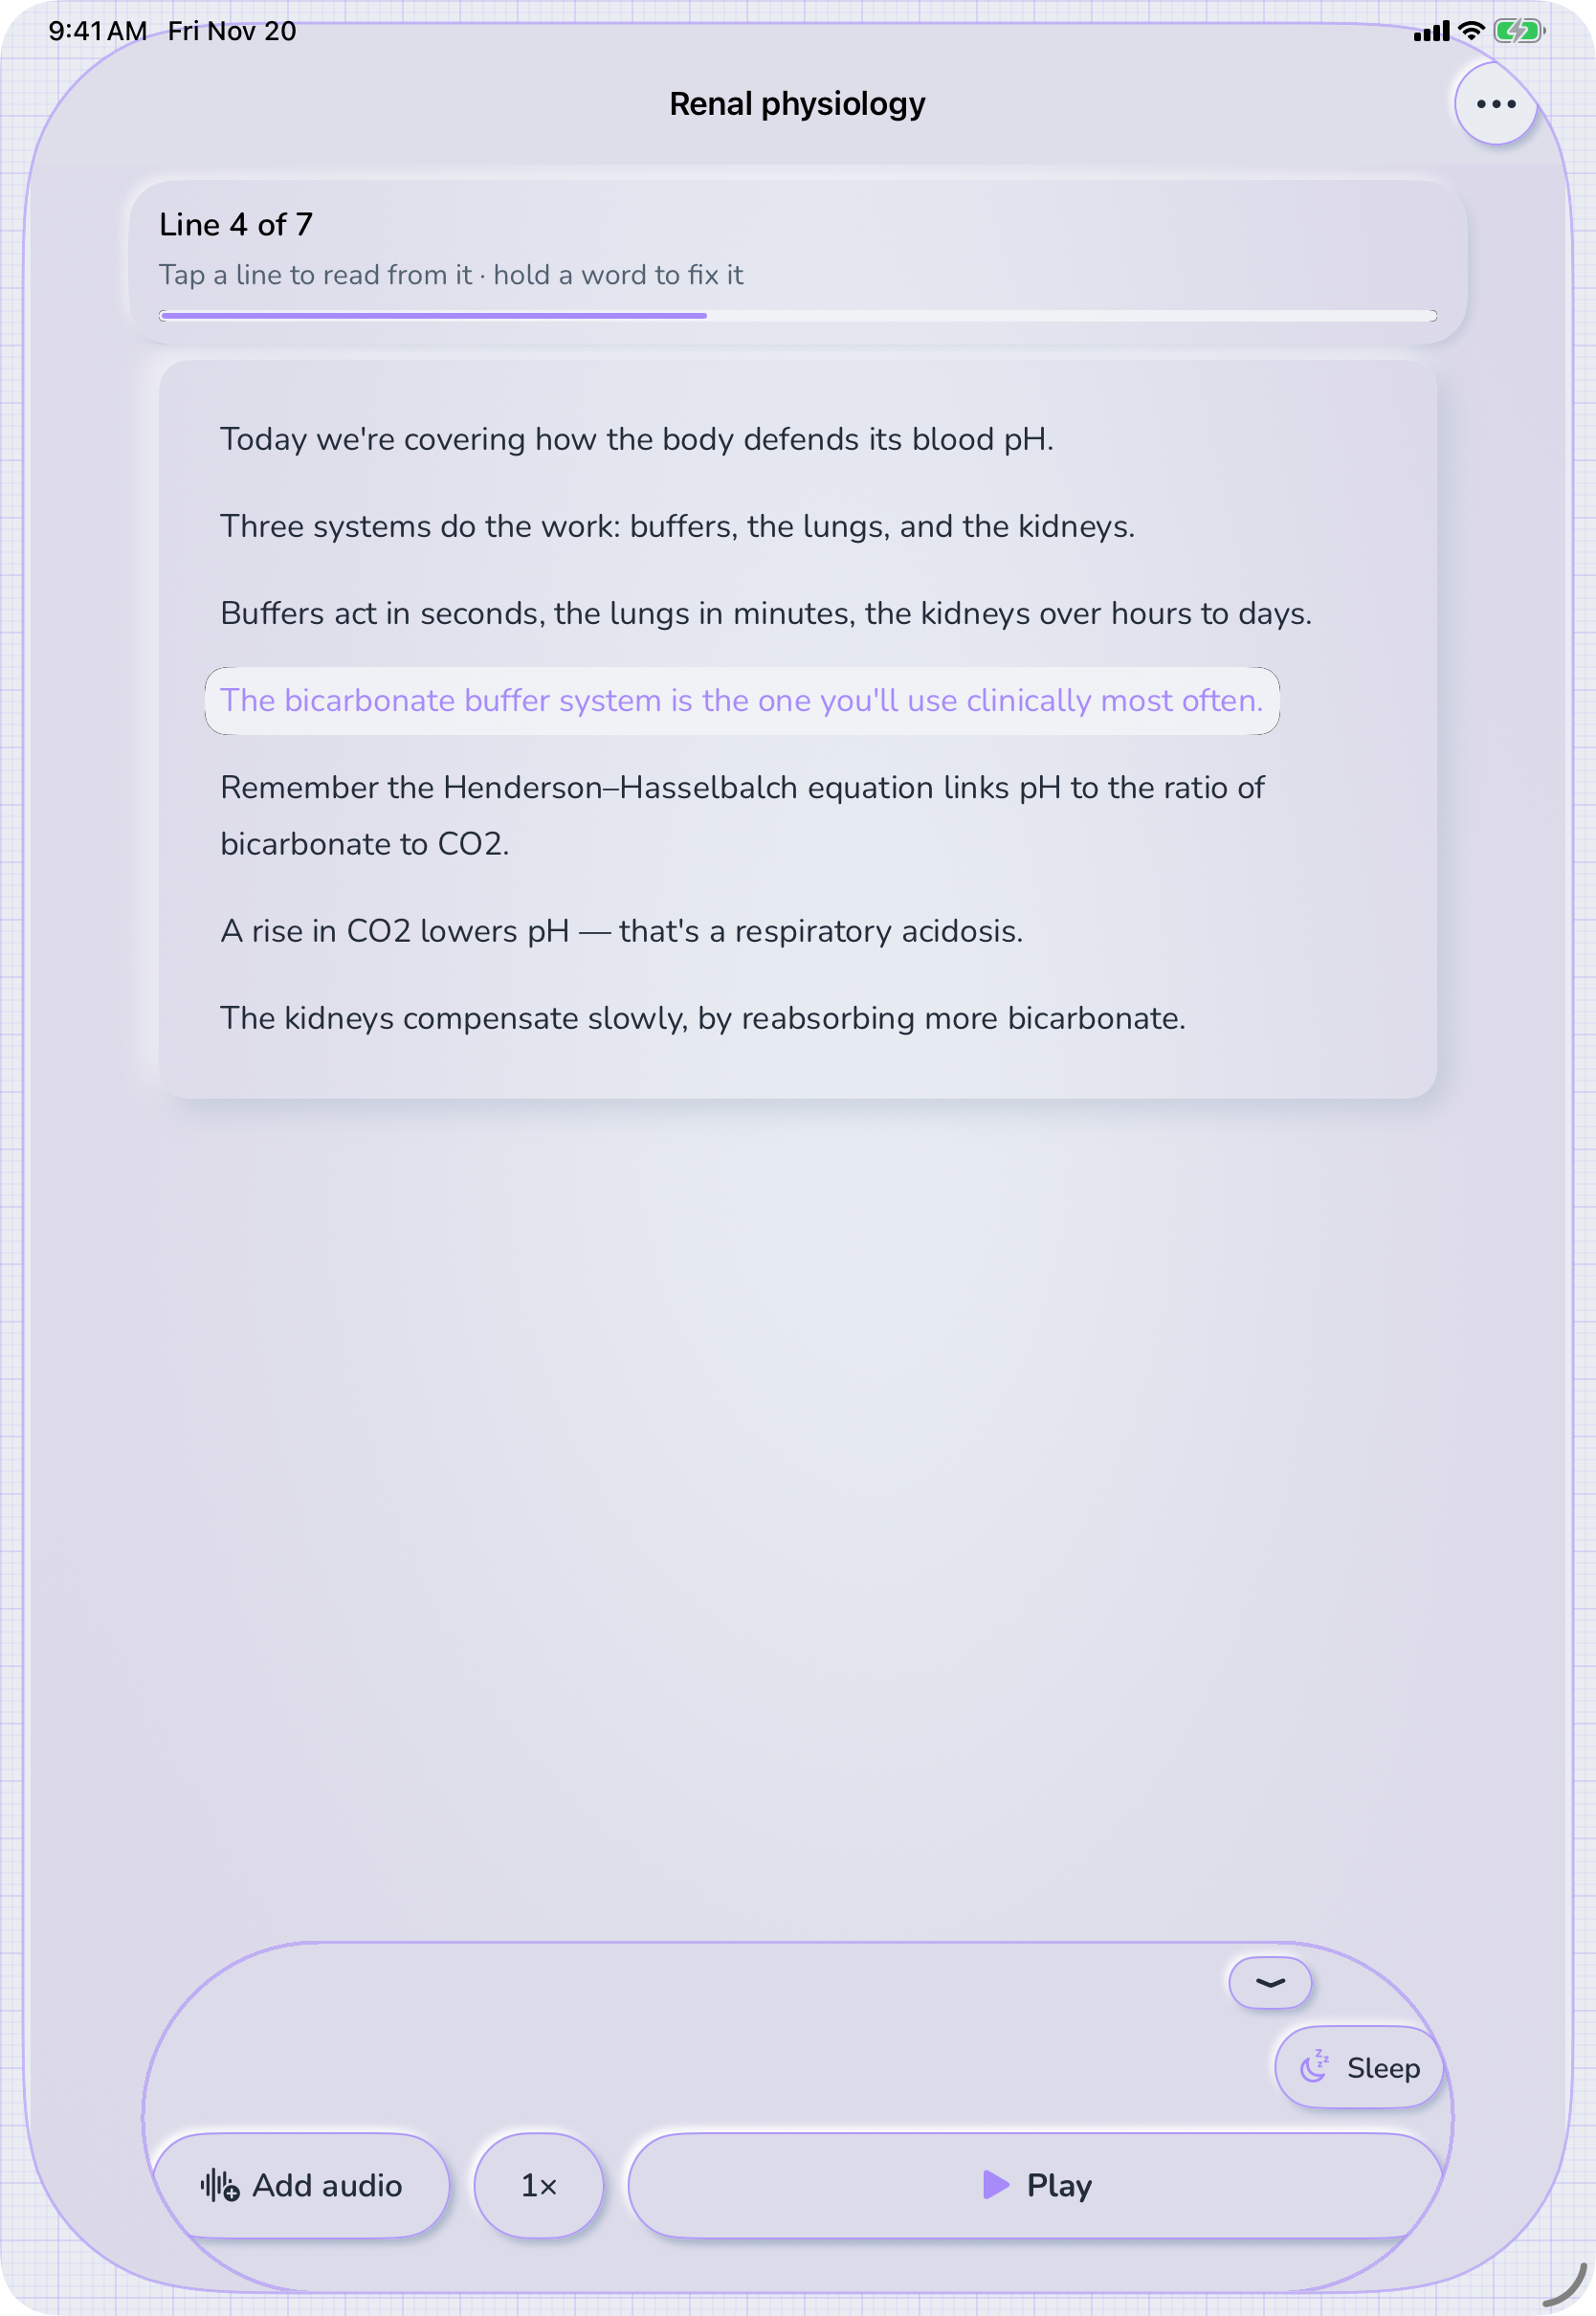 9:41 AM Fri Nov 20
Renal physiology
Line 4 of 7
Tap a line to read from it · hold a word to fix it
Today we're covering how the body defends its blood pH.
Three systems do the work: buffers, the lungs, and the kidneys.
Buffers act in seconds, the lungs in minutes, the kidneys over hours to days.
The bicarbonate buffer system is the one you'll use clinically most often.
Remember the Henderson–Hasselbalch equation links pH to the ratio of
bicarbonate to CO2.
A rise in CO2 lowers pH — that's a respiratory acidosis.
The kidneys compensate slowly, by reabsorbing more bicarbonate.
Sleep
Add audio
1×
Play